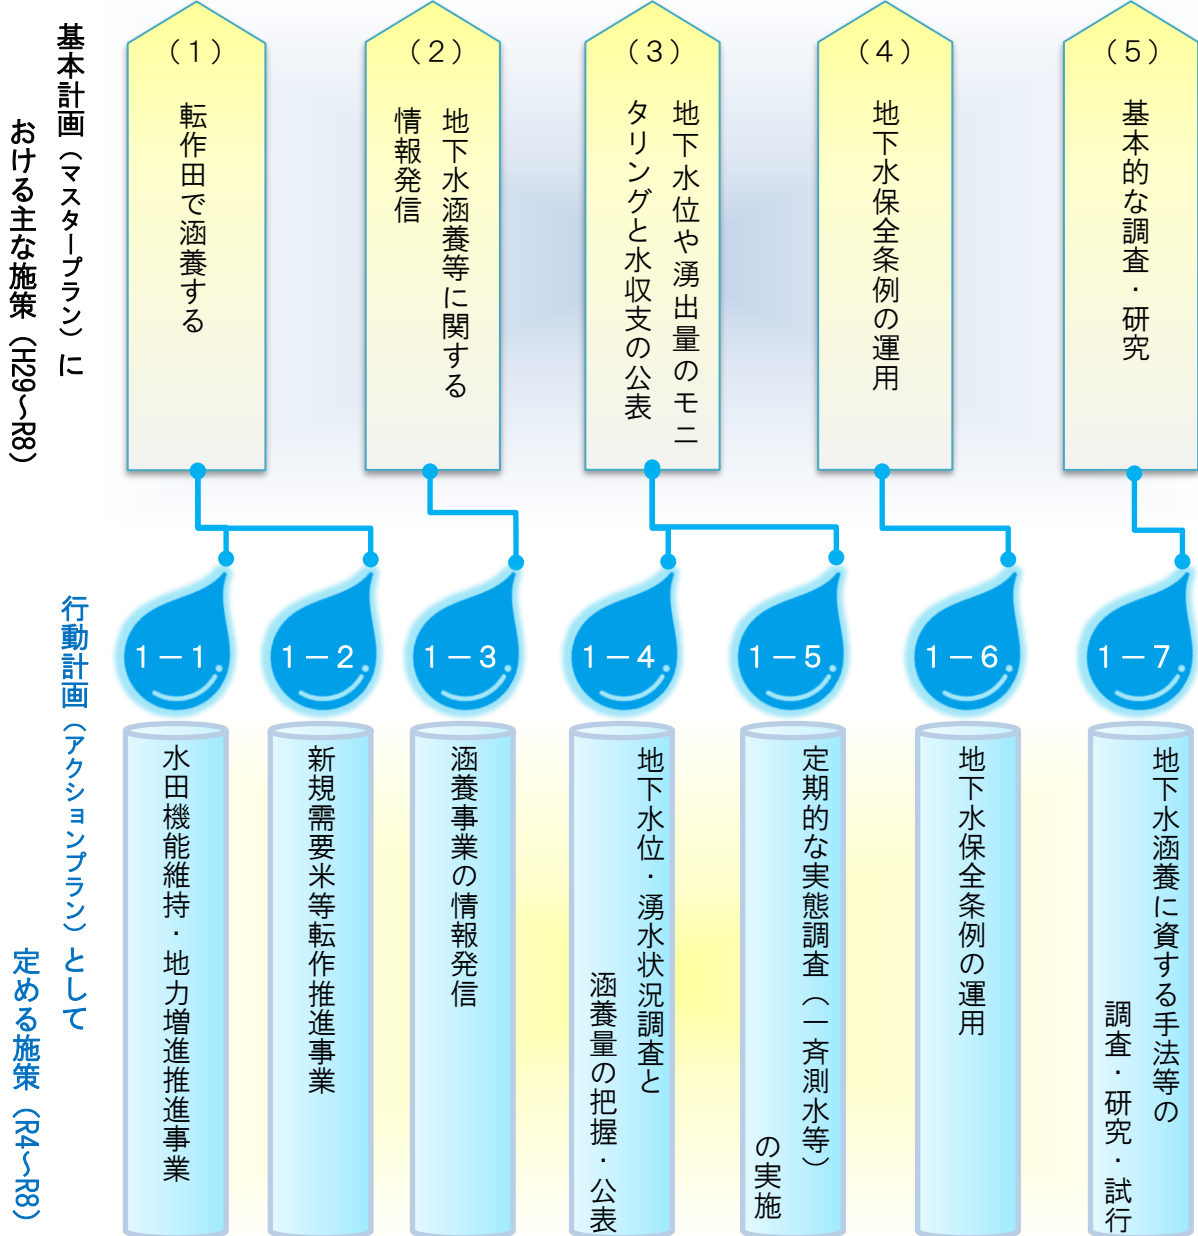 基本計画（マスタープラン）に
おける主な施策（H29～R8）
（１）
転作田で涵養する
（２）
地下水涵養等に関する
情報発信
（３）
地下水位や湧出量のモニ
タリングと水収支の公表
（４）
地下水保全条例の運用
（５）
基本的な調査・研究
行動計画（アクションプラン）として
定める施策（R4～R8）
１－１
水田機能維持・地力増進推進事業
１－２
新規需要米等転作推進事業
１－３
涵養事業の情報発信
１－４
地下水位・湧水状況調査と
涵養量の把握・公表
１－５
定期的な実態調査（一斉測水等）
の実施
１－６
地下水保全条例の運用
１－７
地下水涵養に資する手法等の
調査・研究・試行